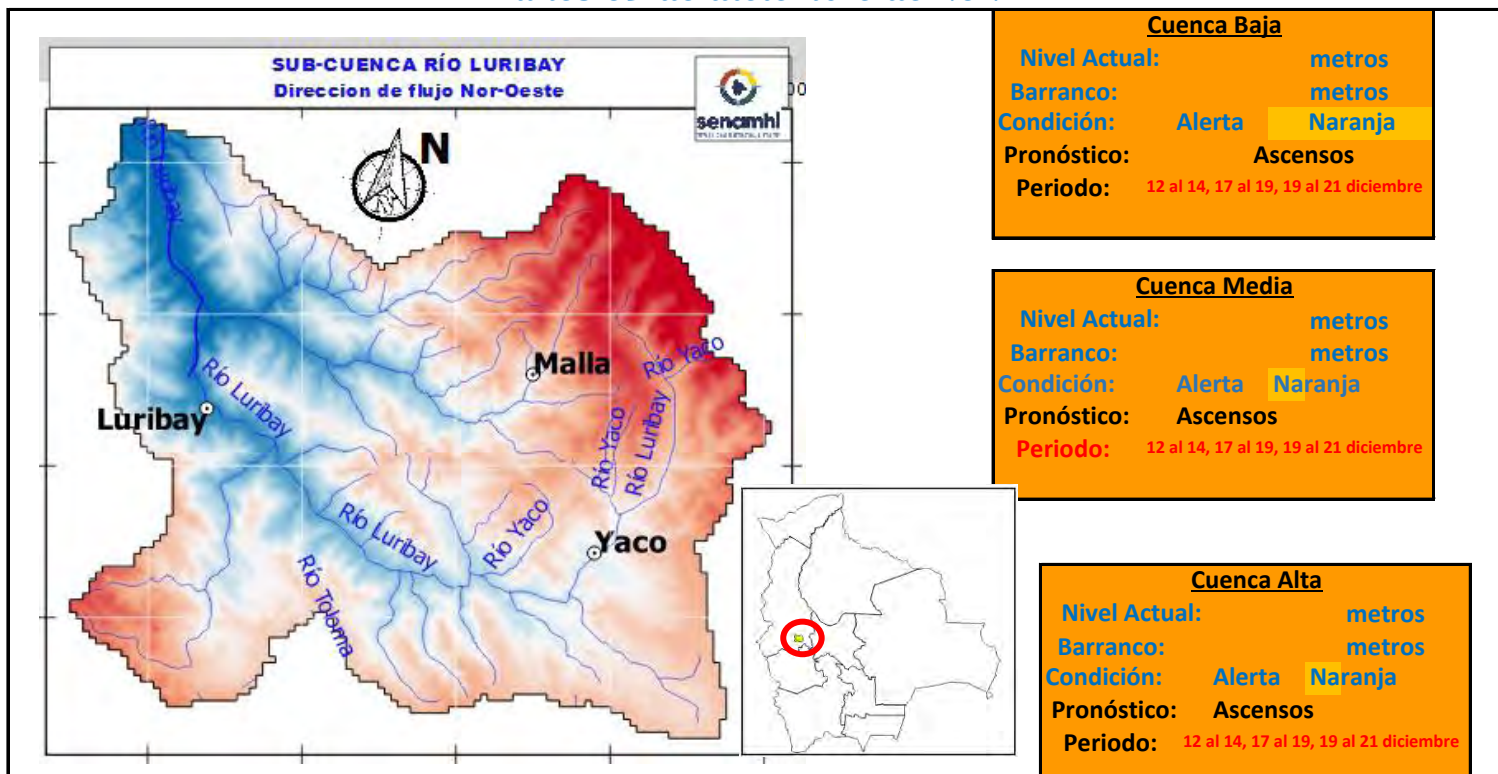 SUB-CUENCA RÍO LURIBAY
Direccion de flujo Nor-Oeste
senamhi
00
N
Luribay
Malla
Yaco
Río Luribay
Río Luribay
Río Luribay
Río Yaco
Río Yaco
Río Yaco
Río Toloma
Cuenca Baja
Nivel Actual: metros
Barranco: metros
Condición: Alerta Naranja
Pronóstico: Ascensos
Periodo: 12 al 14, 17 al 19, 19 al 21 diciembre
Cuenca Media
Nivel Actual: metros
Barranco: metros
Condición: Alerta Naranja
Pronóstico: Ascensos
Periodo: 12 al 14, 17 al 19, 19 al 21 diciembre
Cuenca Alta
Nivel Actual: metros
Barranco: metros
Condición: Alerta Naranja
Pronóstico: Ascensos
Periodo: 12 al 14, 17 al 19, 19 al 21 diciembre